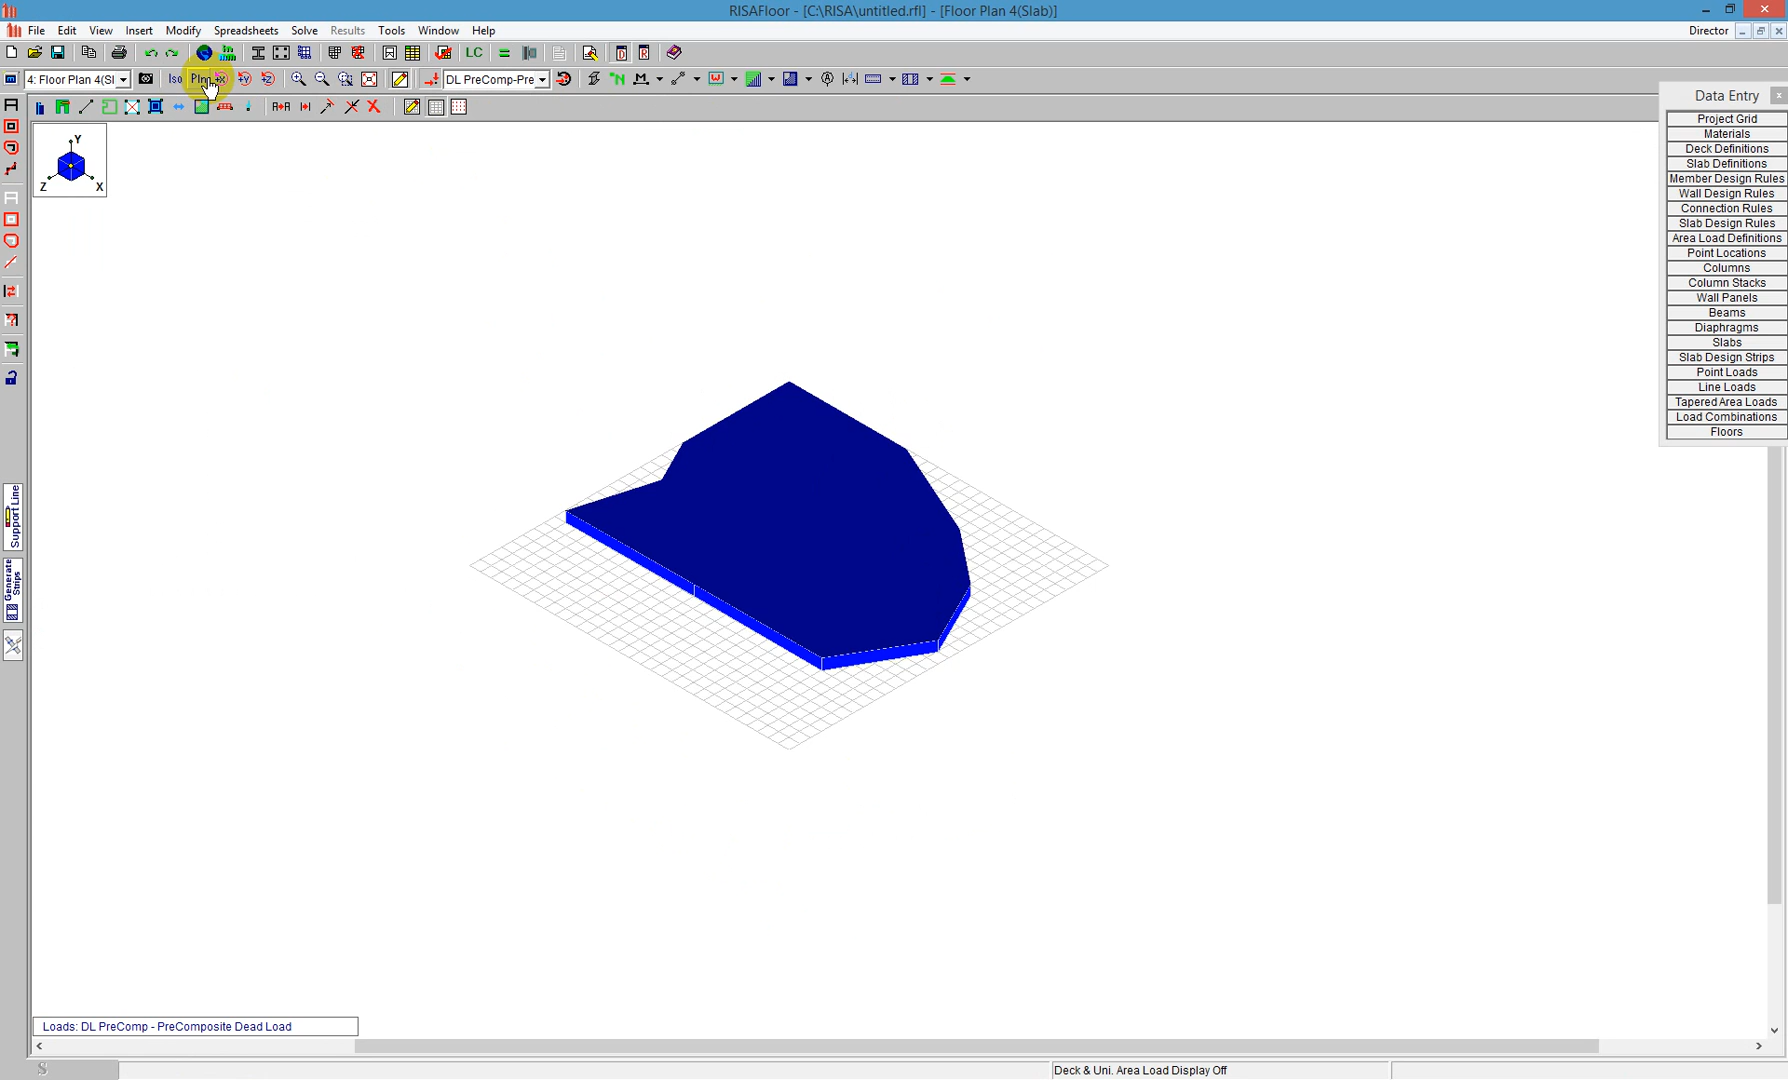 RISAFloor - [C:\RISA\untitled.rfl] - [Floor Plan 4(Slab)]
File Edit View Insert Modify Spreadsheets Solve Results Tools Window Help Director
LC D R
4: Floor Plan 4(Sl Iso Pln X Y Z DL PreComp-Pre N M
Data Entry
Project Grid
Materials
Deck Definitions
Slab Definitions
Member Design Rules
Wall Design Rules
Connection Rules
Slab Design Rules
Area Load Definitions
Point Locations
Columns
Column Stacks
Wall Panels
Beams
Diaphragms
Slabs
Slab Design Strips
Point Loads
Line Loads
Tapered Area Loads
Load Combinations
Floors
Y
Z X
Support Line
Generate Strips
Loads: DL PreComp - PreComposite Dead Load
S Deck & Uni. Area Load Display Off